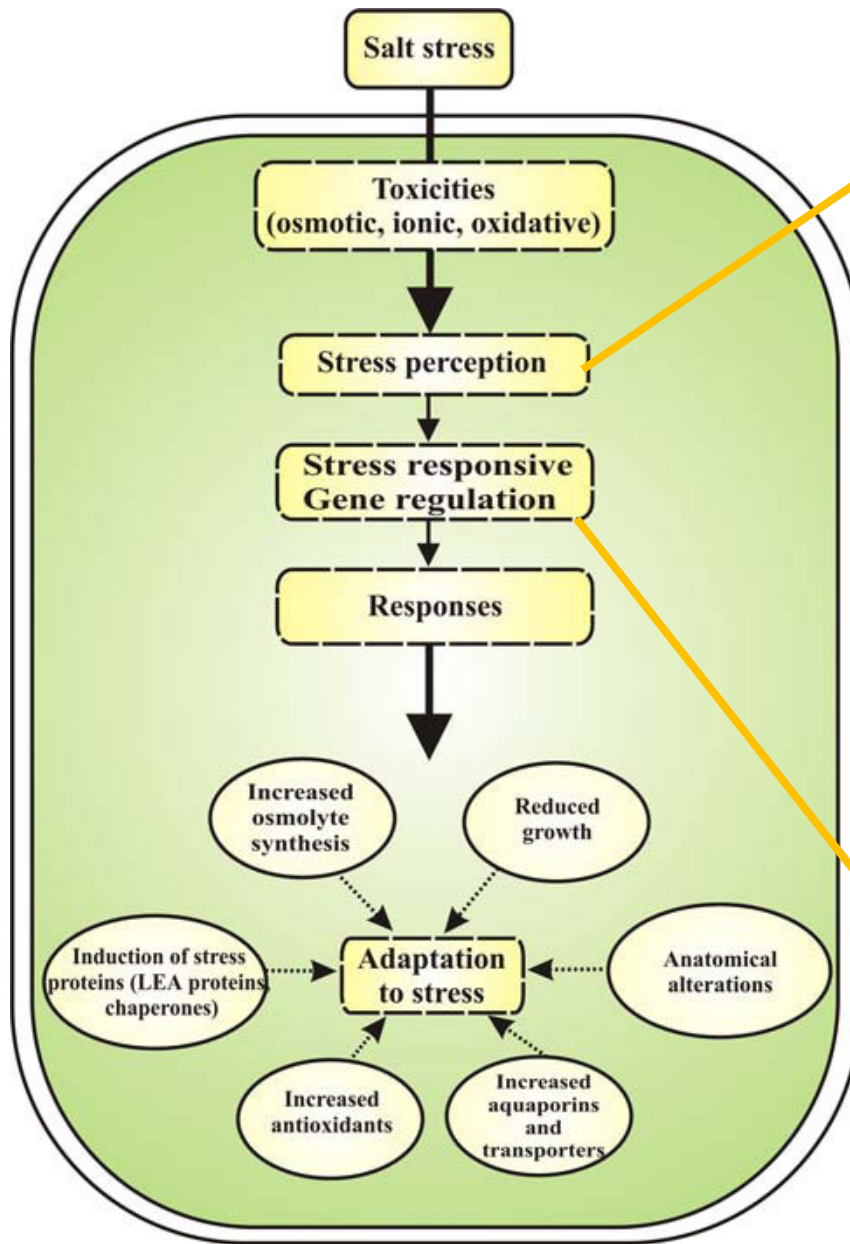 Salt stress
Toxicities
(osmotic, ionic, oxidative)
Stress perception
Stress responsive
Gene regulation
Responses
Increased
osmolyte
synthesis
Reduced
growth
Induction of stress
proteins (LEA proteins,
chaperones)
Adaptation
to stress
Anatomical
alterations
Increased
antioxidants
Increased
aquaporins
and
transporters